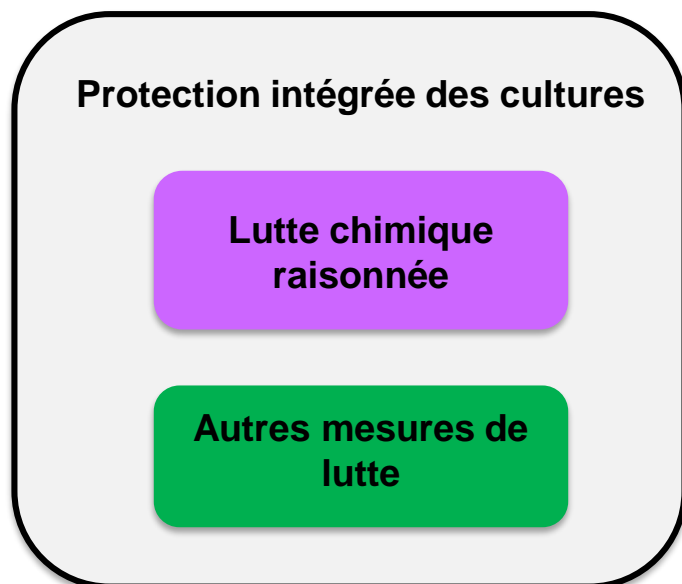 Protection intégrée des cultures
Lutte chimique
raisonnée
Autres mesures de
lutte